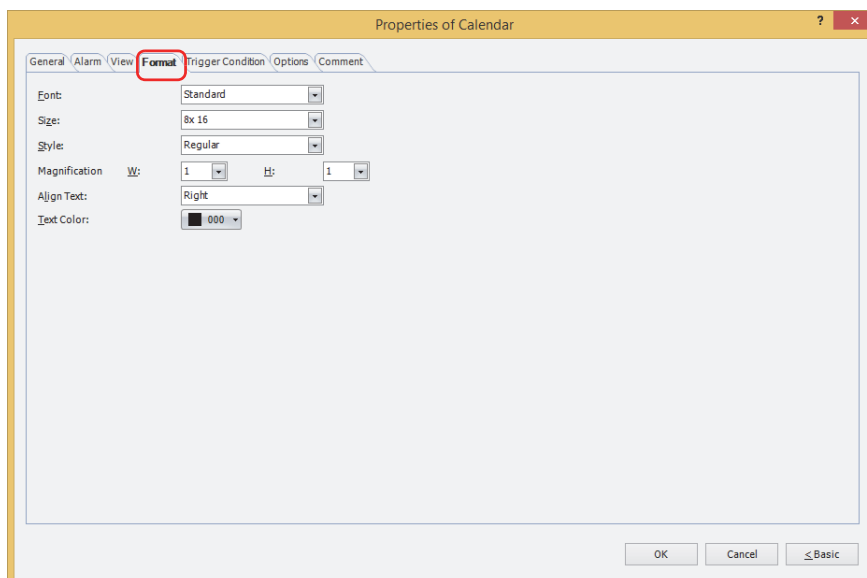 Properties of Calendar
?
General Alarm View Format Trigger Condition Options Comment
Font: Standard
Size: 8x 16
Style: Regular
Magnification W: 1 H: 1
Align Text: Right
Text Color: 000
OK Cancel < Basic